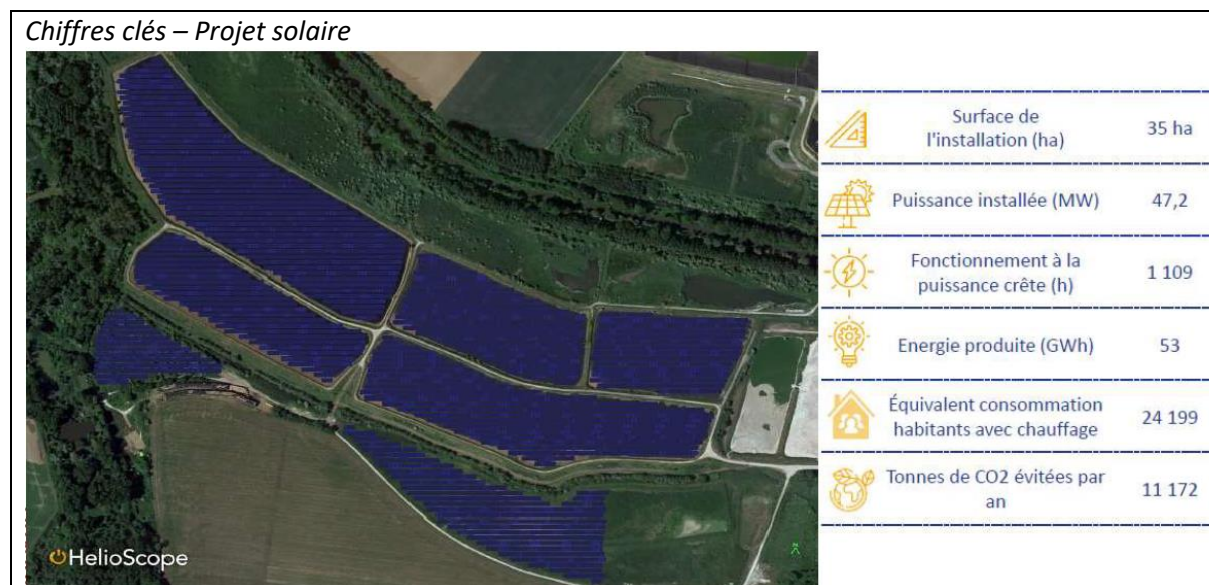 Chiffres clés – Projet solaire
Surface de
l'installation (ha)
35 ha
Puissance installée (MW)
47,2
Fonctionnement à la
puissance crête (h)
1 109
Energie produite (GWh)
53
Équivalent consommation
habitants avec chauffage
24 199
Tonnes de CO2 évitées par
an
11 172
HelioScope